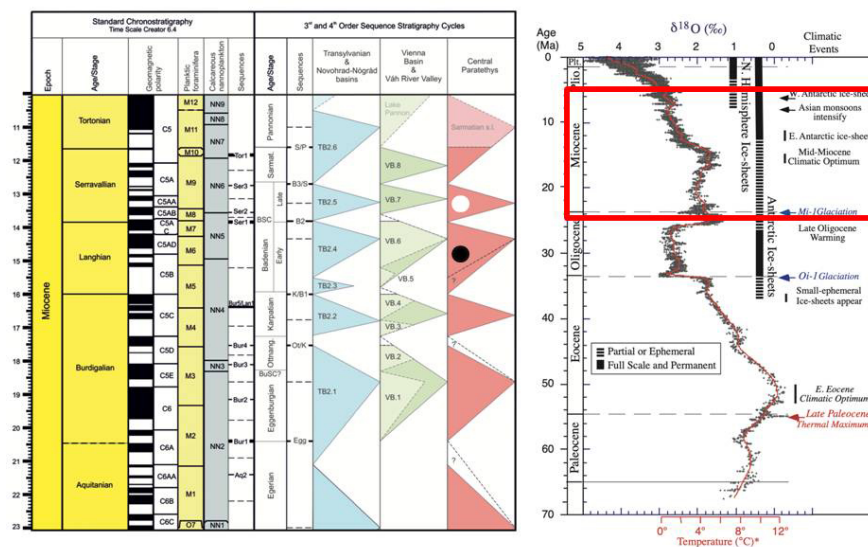 Standard Chronostratigraphy
Time Scale Creator 6.4
3rd and 4th Order Sequence Stratigraphy Cycles
Epoch
Age/Stage
Geomagnetic polarity
Planktic foraminifera
Calcareous nannoplankton
Sequences
Age/Stage
Sequences
Transylvanian
&
Novohrad-Nógrád
basins
Vienna
Basin
&
Váh River Valley
Central
Paratethys
11
12
13
14
15
16
17
18
19
20
21
22
23
Miocene
Tortonian
Serravallian
Langhian
Burdigalian
Aquitanian
C5
C5A
C5AA
C5AB
C5A
C
C5AD
C5B
C5C
C5D
C5E
C6
C6A
C6AA
C6B
C6C
M12
M11
M10
M9
M8
M7
M6
M5
M4
M3
M2
M1
O7
NN9
NN8
NN7
NN6
NN5
NN4
NN3
NN2
NN1
Tor1
Ser3
Ser2
Ser1
Bur5/Lan1
Bur4
Bur3
Bur2
Bur1
Aq2
Pannonian
Sarmat.
BSC
Badenian
Late
Early
Karpatian
Ottnang.
BuSC?
Eggenburgian
Egerian
S/P
B3/S
B2
K/B1
Ot/K
Egg
TB2.6
TB2.5
TB2.4
TB2.3
TB2.2
TB2.1
Lake
Pannon
VB.8
VB.7
VB.6
VB.5
VB.4
VB.3
VB.2
VB.1
Sarmatian s.l.
?
?
?
Age
(Ma)
δ18O (‰)
5
4
3
2
1
0
Climatic
Events
0
10
20
30
40
50
60
70
Plt.
Plio.
Miocene
Oligocene
Eocene
Paleocene
N. Hemisphere Ice-sheets
Antarctic Ice-sheets
W. Antarctic ice-sheet
Asian monsoons
intensify
E. Antarctic ice-sheet
Mid-Miocene
Climatic Optimum
Mi-1Glaciation
Late Oligocene
Warming
Oi-1Glaciation
Small-ephemeral
Ice-sheets appear
Partial or Ephemeral
Full Scale and Permanent
E. Eocene
Climatic Optimum
Late Paleocene
Thermal Maximum
0° 4° 8° 12°
Temperature (°C)*